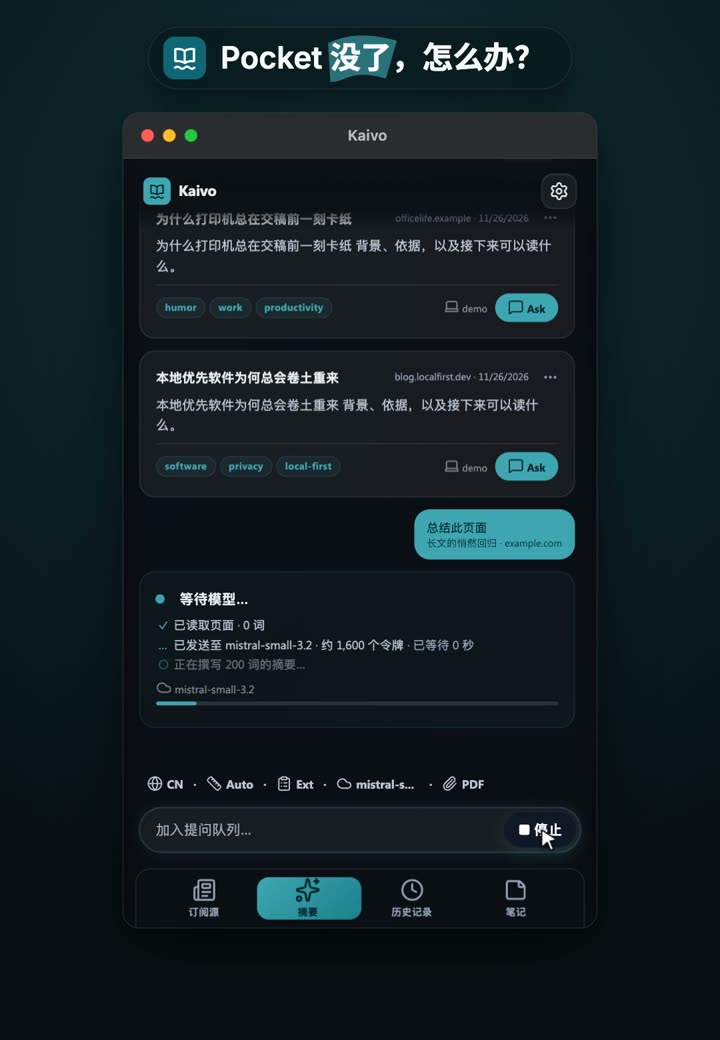 Pocket 没了，怎么办？
Kaivo
Kaivo
为什么打印机总在交稿前一刻卡纸
officelife.example · 11/26/2026 ···
为什么打印机总在交稿前一刻卡纸 背景、依据，以及接下来可以读什
么。
humor work productivity demo Ask
本地优先软件为何总会卷土重来 blog.localfirst.dev · 11/26/2026 ···
本地优先软件为何总会卷土重来 背景、依据，以及接下来可以读什
么。
software privacy local-first demo Ask
总结此页面
长文的悄然回归 · example.com
等待模型...
已读取页面 · 0 词
... 已发送至 mistral-small-3.2 · 约 1,600 个令牌 · 已等待 0 秒
正在撰写 200 词的摘要...
mistral-small-3.2
CN · Auto · Ext · mistral-s... · PDF
加入提问队列... 停止
订阅源 摘要 历史记录 笔记